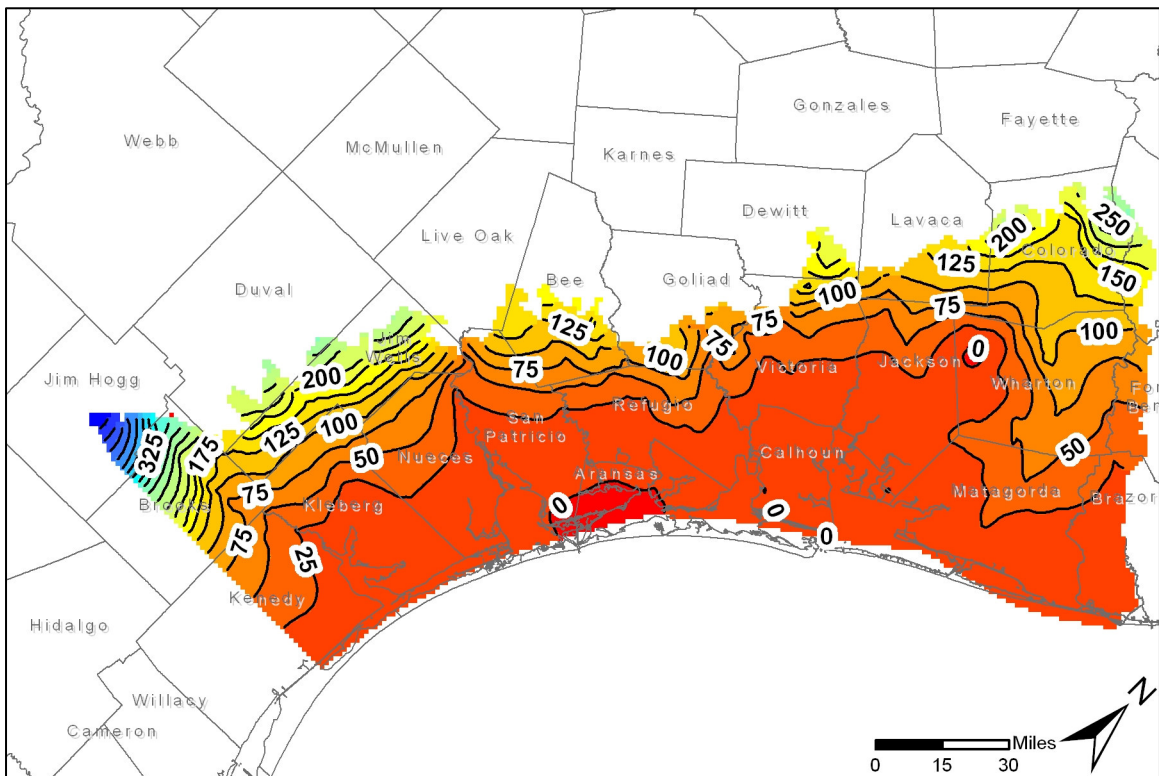 Gonzales
Fayette
Webb
McMullen
Karnes
Dewitt
Lavaca
250
200
Live Oak
Colorado
125
Bee
Goliad
150
Duval
100
75
75
125
Jim
Wells
100
75
100
75
0
Victoria
Jackson
200
Jim Hogg
Wharton
Refugio
San
Patricio
100
125
325
175
50
Nueces
50
Calhoun
Aransas
75
Kleberg
Brooks
0
0
0
Matagorda
75
25
Kenedy
Hidalgo
Willacy
Cameron
N
Miles
0 15 30